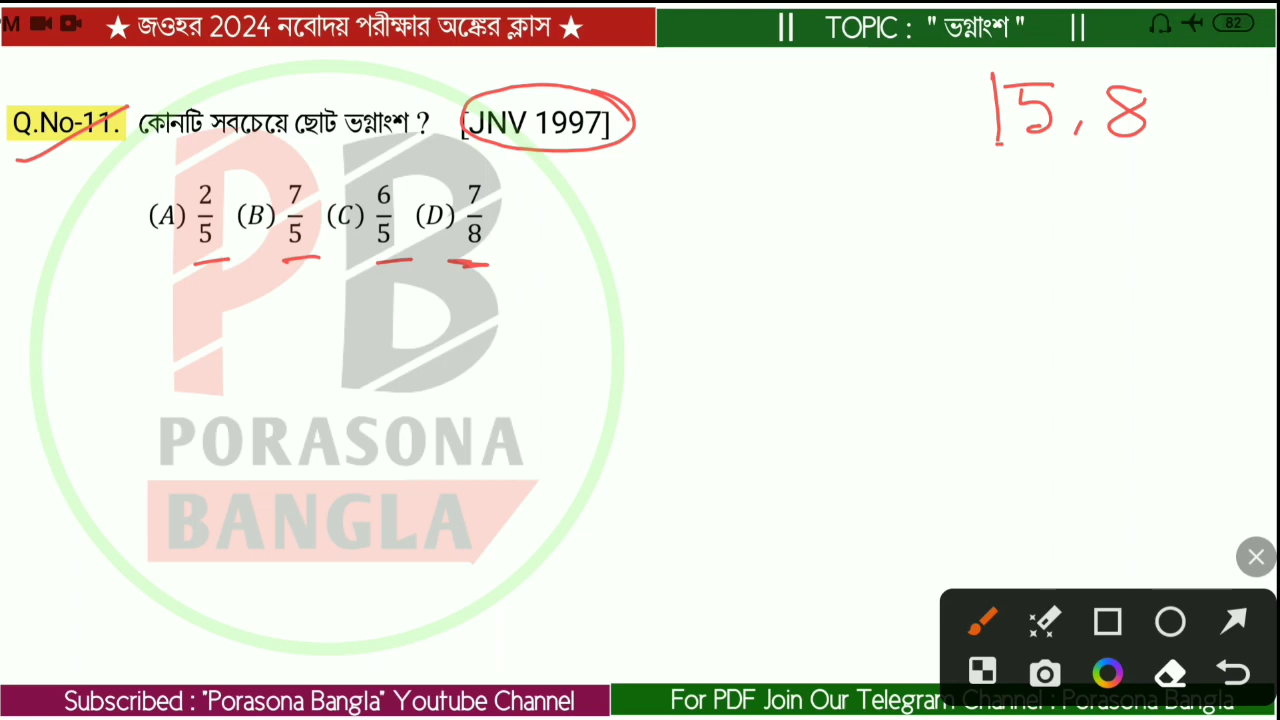 M
★ জওহর 2024 নবোদয় পরীক্ষার অঙ্কের ক্লাস ★
|| TOPIC : " ভগ্নাংশ " ||
82
Q.No-11. কোনটি সবচেয়ে ছোট ভগ্নাংশ ? [JNV 1997]
5, 8
(A) 2/5 (B) 7/5 (C) 6/5 (D) 7/8
PB
PORASONA
BANGLA
Subscribed : "Porasona Bangla" Youtube Channel
For PDF Join Our Telegram Channel : Porasona Bangla